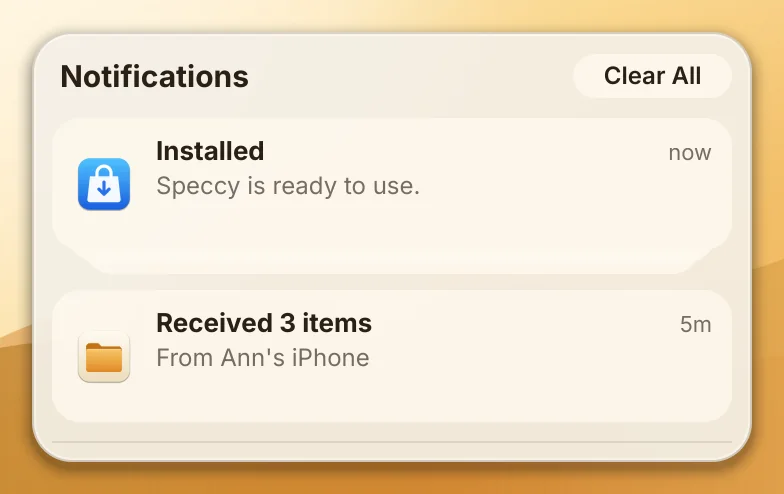 Notifications
Clear All
Installed
now
Speccy is ready to use.
Received 3 items
5m
From Ann's iPhone